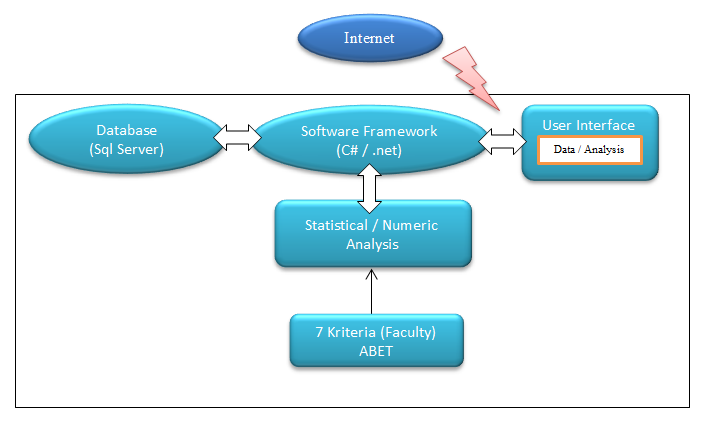 Internet
Database
(Sql Server)
Software Framework
(C# / .net)
User Interface
Data / Analysis
Statistical / Numeric
Analysis
7 Kriteria (Faculty)
ABET